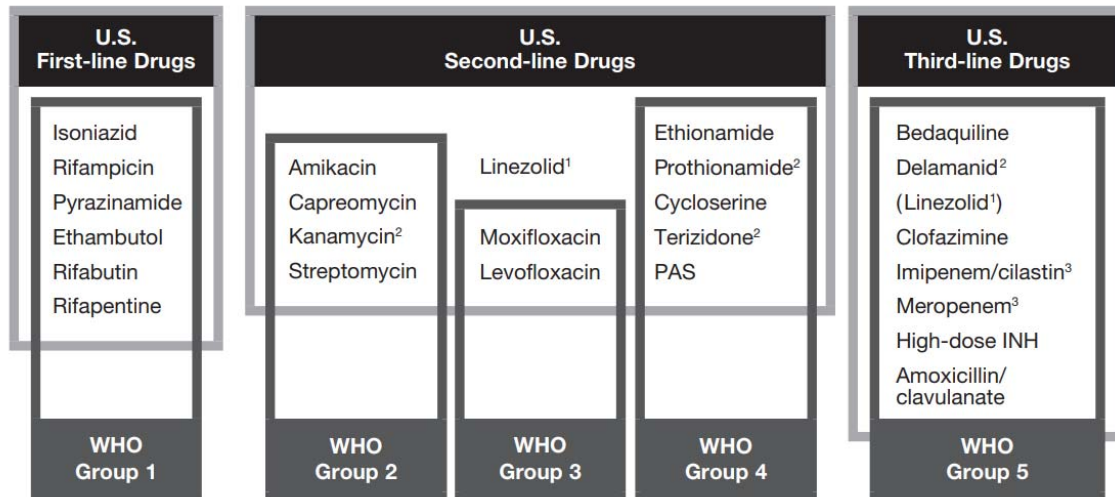 U.S.
First-line Drugs
Isoniazid
Rifampicin
Pyrazinamide
Ethambutol
Rifabutin
Rifapentine
WHO
Group 1
U.S.
Second-line Drugs
Amikacin
Capreomycin
Kanamycin²
Streptomycin
WHO
Group 2
Linezolid¹
Moxifloxacin
Levofloxacin
WHO
Group 3
Ethionamide
Prothionamide²
Cycloserine
Terizidone²
PAS
WHO
Group 4
U.S.
Third-line Drugs
Bedaquiline
Delamanid²
(Linezolid¹)
Clofazimine
Imipenem/cilastin³
Meropenem³
High-dose INH
Amoxicillin/
clavulanate
WHO
Group 5